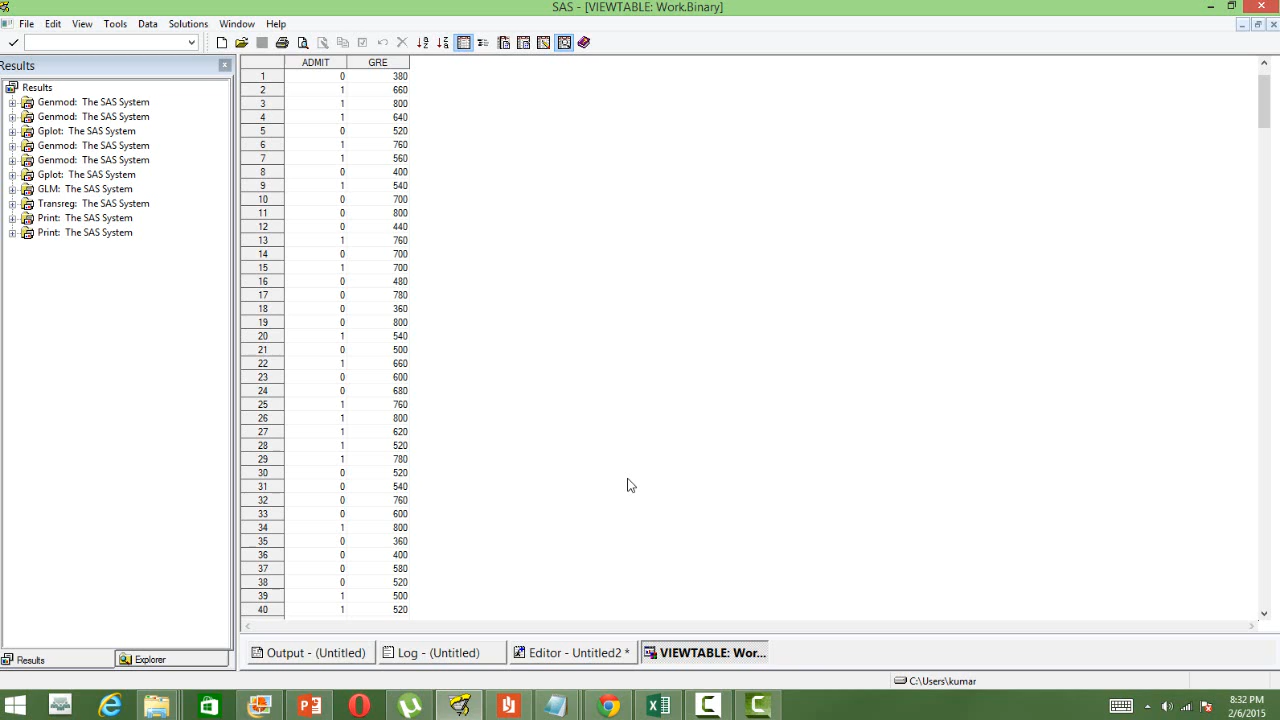 SAS - [VIEWTABLE: Work.Binary]
File Edit View Tools Data Solutions Window Help
Results
Results
Genmod: The SAS System
Genmod: The SAS System
Gplot: The SAS System
Genmod: The SAS System
Genmod: The SAS System
Gplot: The SAS System
GLM: The SAS System
Transreg: The SAS System
Print: The SAS System
Print: The SAS System
Results Explorer
ADMIT GRE
1 0 380
2 1 660
3 1 800
4 1 640
5 0 520
6 1 760
7 1 560
8 0 400
9 1 540
10 0 700
11 0 800
12 0 440
13 1 760
14 0 700
15 1 700
16 0 480
17 0 780
18 0 360
19 0 800
20 1 540
21 0 500
22 1 660
23 0 600
24 0 680
25 1 760
26 1 800
27 1 620
28 1 520
29 1 780
30 0 520
31 0 540
32 0 760
33 0 600
34 1 800
35 0 360
36 0 400
37 0 580
38 0 520
39 1 500
40 1 520
Output - (Untitled) Log - (Untitled) Editor - Untitled2 * VIEWTABLE: Wor...
C:\Users\kumar
8:32 PM
2/6/2015